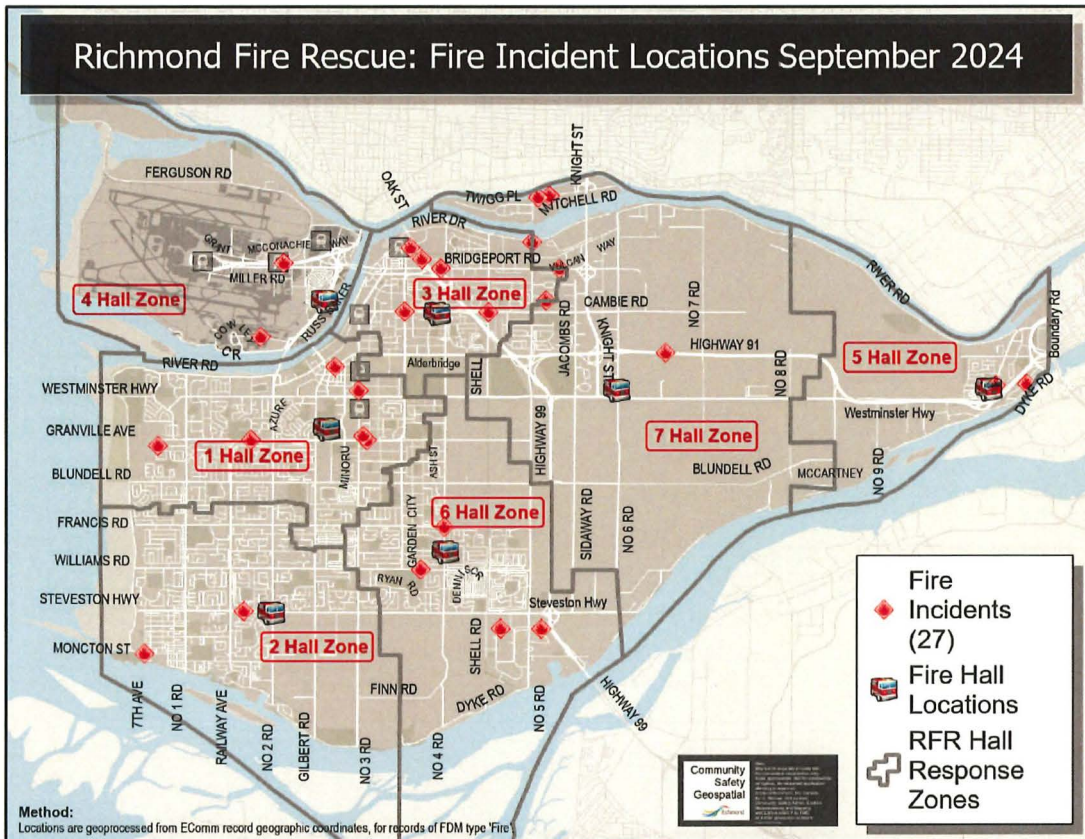 Richmond Fire Rescue: Fire Incident Locations September 2024
FERGUSON RD
OAK ST
KNIGHT ST
TWIGG PL
MITCHELL RD
RIVER DR
GRANT
MCCONACHIE
WAY
MILLER RD
BRIDGEPORT RD
VULCAN
WAY
RIVER RD
4 Hall Zone
3 Hall Zone
CAMBIE RD
NO 7 RD
Boundary Rd
COWLEY
CR
RUSS BAKER
RIVER RD
Alderbridge
SHELL
JACOMBS RD
KNIGHT ST
HIGHWAY 91
NO 8 RD
5 Hall Zone
DYKE RD
WESTMINSTER HWY
AZURE
Westminster Hwy
GRANVILLE AVE
1 Hall Zone
MINORU
ASH ST
HIGHWAY 99
7 Hall Zone
BLUNDELL RD
BLUNDELL RD
MCCARTNEY
NO 9 RD
FRANCIS RD
GARDEN CITY
6 Hall Zone
SIDAWAY RD
NO 6 RD
WILLIAMS RD
RYAN RD
DENNIS CR
STEVESTON HWY
Steveston Hwy
MONCTON ST
2 Hall Zone
SHELL RD
FINN RD
DYKE RD
HIGHWAY 99
7TH AVE
NO 1 RD
RAILWAY AVE
NO 2 RD
GILBERT RD
NO 3 RD
NO 4 RD
NO 5 RD
Fire
Incidents
(27)
Fire Hall
Locations
RFR Hall
Response
Zones
Community
Safety
Geospatial
Richmond
Method:
Locations are geoprocessed from EComm record geographic coordinates, for records of FDM type 'Fire'